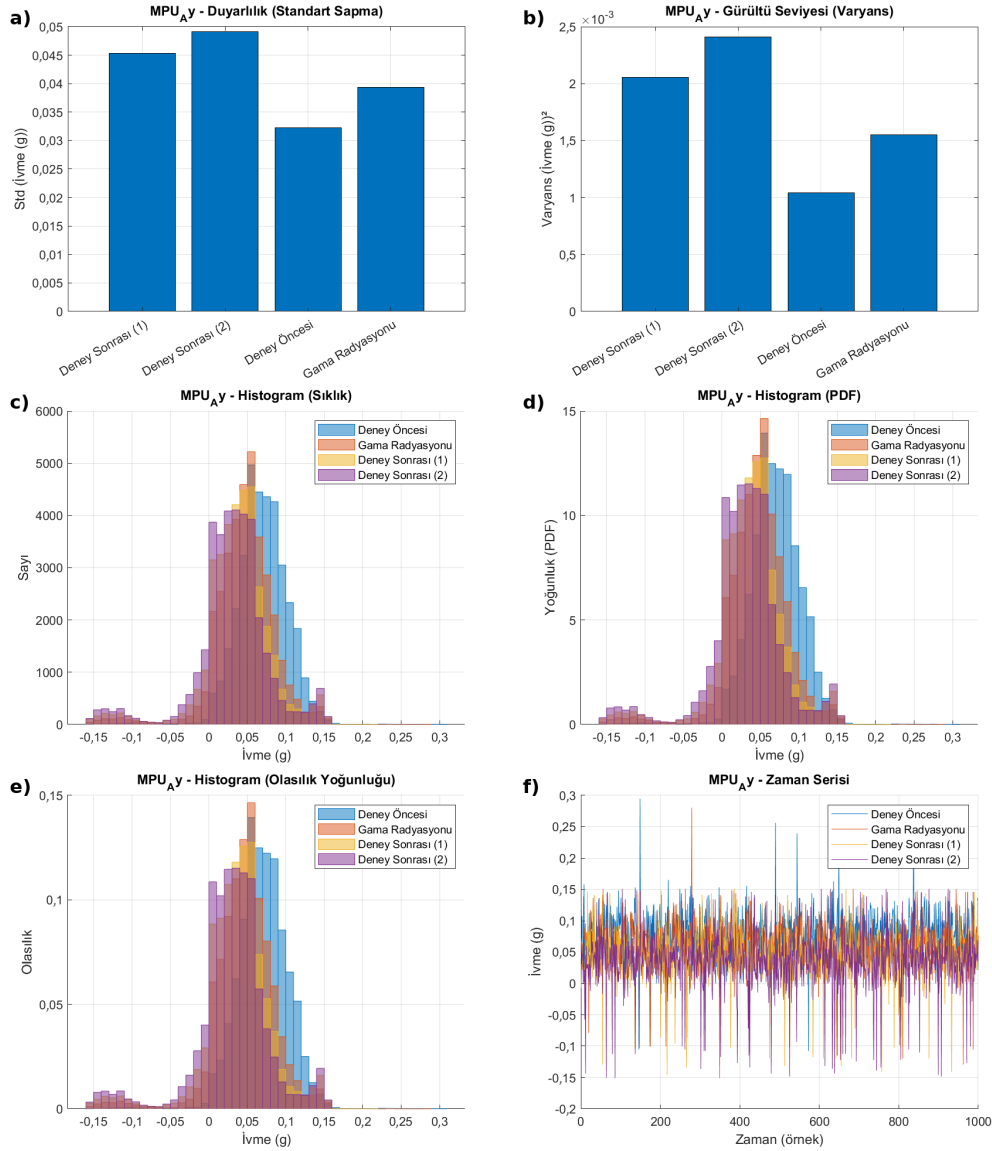 a)
MPU_Ay - Duyarlılık (Standart Sapma)
0,05
0,045
0,04
0,035
0,03
0,025
0,02
0,015
0,01
0,005
0
Std (İvme (g))
Deney Sonrası (1)
Deney Sonrası (2)
Deney Öncesi
Gama Radyasyonu
b)
MPU_Ay - Gürültü Seviyesi (Varyans)
×10⁻³
2,5
2
1,5
1
0,5
0
Varyans (İvme (g))²
Deney Sonrası (1)
Deney Sonrası (2)
Deney Öncesi
Gama Radyasyonu
c)
MPU_Ay - Histogram (Sıklık)
6000
5000
4000
3000
2000
1000
0
Sayı
Deney Öncesi
Gama Radyasyonu
Deney Sonrası (1)
Deney Sonrası (2)
-0,15 -0,1 -0,05 0 0,05 0,1 0,15 0,2 0,25 0,3
İvme (g)
d)
MPU_Ay - Histogram (PDF)
15
10
5
0
Yoğunluk (PDF)
Deney Öncesi
Gama Radyasyonu
Deney Sonrası (1)
Deney Sonrası (2)
-0,15 -0,1 -0,05 0 0,05 0,1 0,15 0,2 0,25 0,3
İvme (g)
e)
MPU_Ay - Histogram (Olasılık Yoğunluğu)
0,15
0,1
0,05
0
Olasılık
Deney Öncesi
Gama Radyasyonu
Deney Sonrası (1)
Deney Sonrası (2)
-0,15 -0,1 -0,05 0 0,05 0,1 0,15 0,2 0,25 0,3
İvme (g)
f)
MPU_Ay - Zaman Serisi
0,3
0,25
0,2
0,15
0,1
0,05
0
-0,05
-0,1
-0,15
-0,2
İvme (g)
Deney Öncesi
Gama Radyasyonu
Deney Sonrası (1)
Deney Sonrası (2)
0 200 400 600 800 1000
Zaman (örnek)